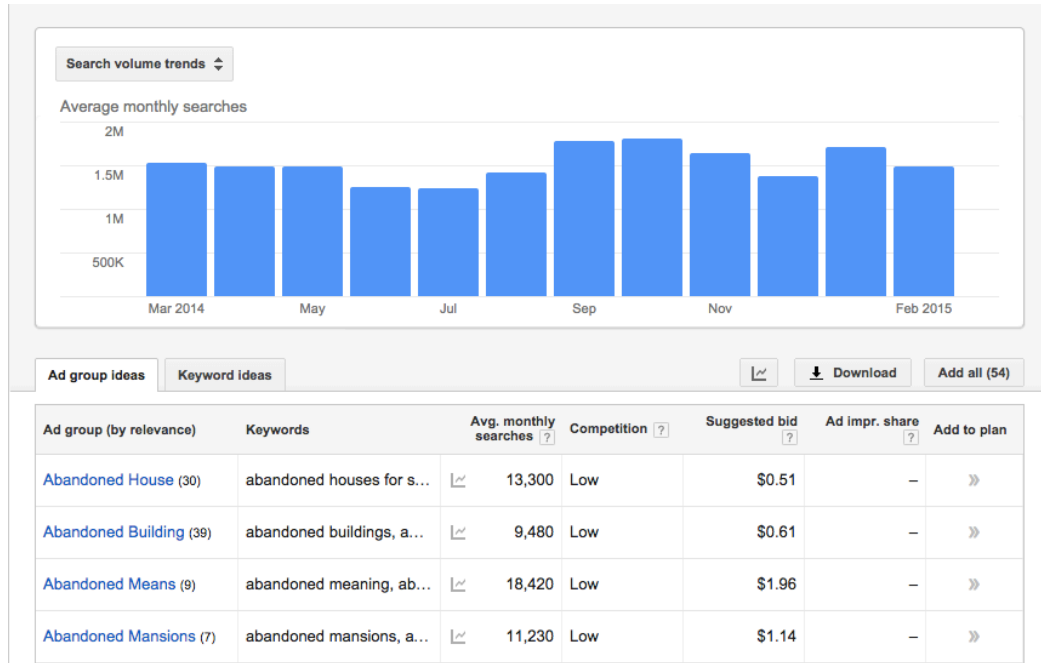 Search volume trends
Average monthly searches
2M
1.5M
1M
500K
Mar 2014 May Jul Sep Nov Feb 2015
Ad group ideas Keyword ideas Download Add all (54)
Ad group (by relevance) Keywords Avg. monthly searches ? Competition ? Suggested bid ? Ad impr. share ? Add to plan
Abandoned House (30) abandoned houses for s... 13,300 Low $0.51 – »
Abandoned Building (39) abandoned buildings, a... 9,480 Low $0.61 – »
Abandoned Means (9) abandoned meaning, ab... 18,420 Low $1.96 – »
Abandoned Mansions (7) abandoned mansions, a... 11,230 Low $1.14 – »